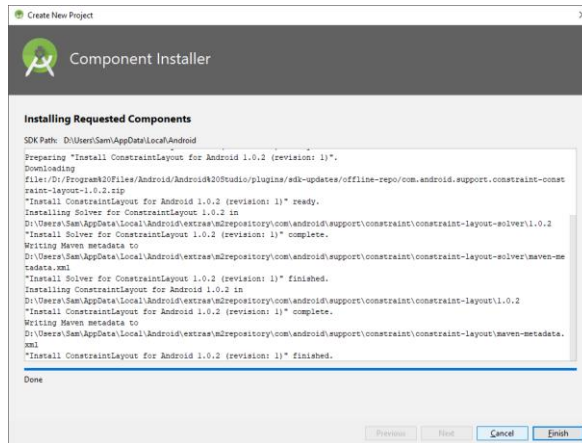 Create New Project
Component Installer
Installing Requested Components
SDK Path: D:\Users\Sam\AppData\Local\Android
Preparing "Install ConstraintLayout for Android 1.0.2 (revision: 1)".
Downloading
file:/D:/Program%20Files/Android/Android%20Studio/plugins/sdk-updates/offline-repo/com.android.support.constraint-const
raint-layout-1.0.2.zip
"Install ConstraintLayout for Android 1.0.2 (revision: 1)" ready.
Installing Solver for ConstraintLayout 1.0.2 in
D:\Users\Sam\AppData\Local\Android\extras\m2repository\com\android\support\constraint\constraint-layout-solver\1.0.2
"Install Solver for ConstraintLayout 1.0.2 (revision: 1)" complete.
Writing Maven metadata to
D:\Users\Sam\AppData\Local\Android\extras\m2repository\com\android\support\constraint\constraint-layout-solver\maven-me
tadata.xml
"Install Solver for ConstraintLayout 1.0.2 (revision: 1)" finished.
Installing ConstraintLayout for Android 1.0.2 in
D:\Users\Sam\AppData\Local\Android\extras\m2repository\com\android\support\constraint\constraint-layout\1.0.2
"Install ConstraintLayout for Android 1.0.2 (revision: 1)" complete.
Writing Maven metadata to
D:\Users\Sam\AppData\Local\Android\extras\m2repository\com\android\support\constraint\constraint-layout\maven-metadata.
xml
"Install ConstraintLayout for Android 1.0.2 (revision: 1)" finished.
Done
Previous Next Cancel Finish